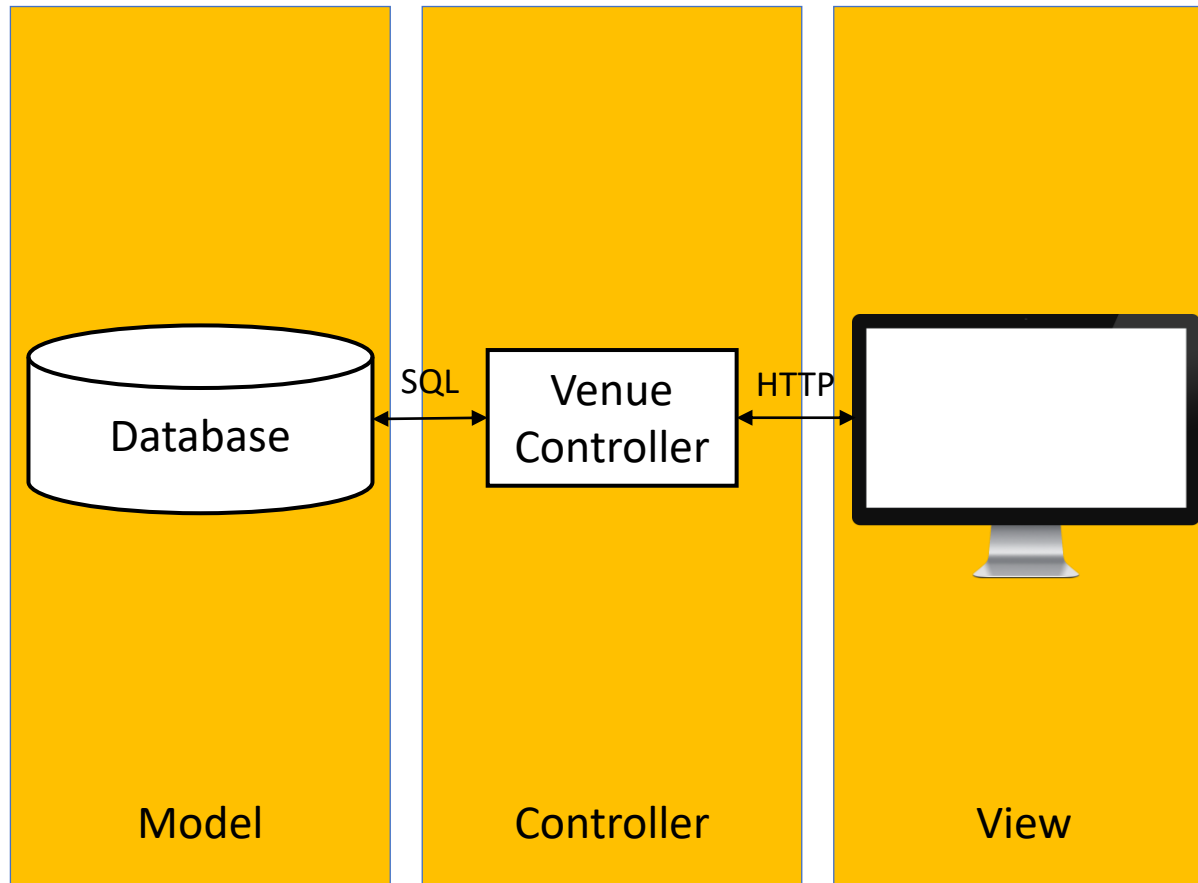 Database
SQL
Venue
Controller
HTTP
Model
Controller
View